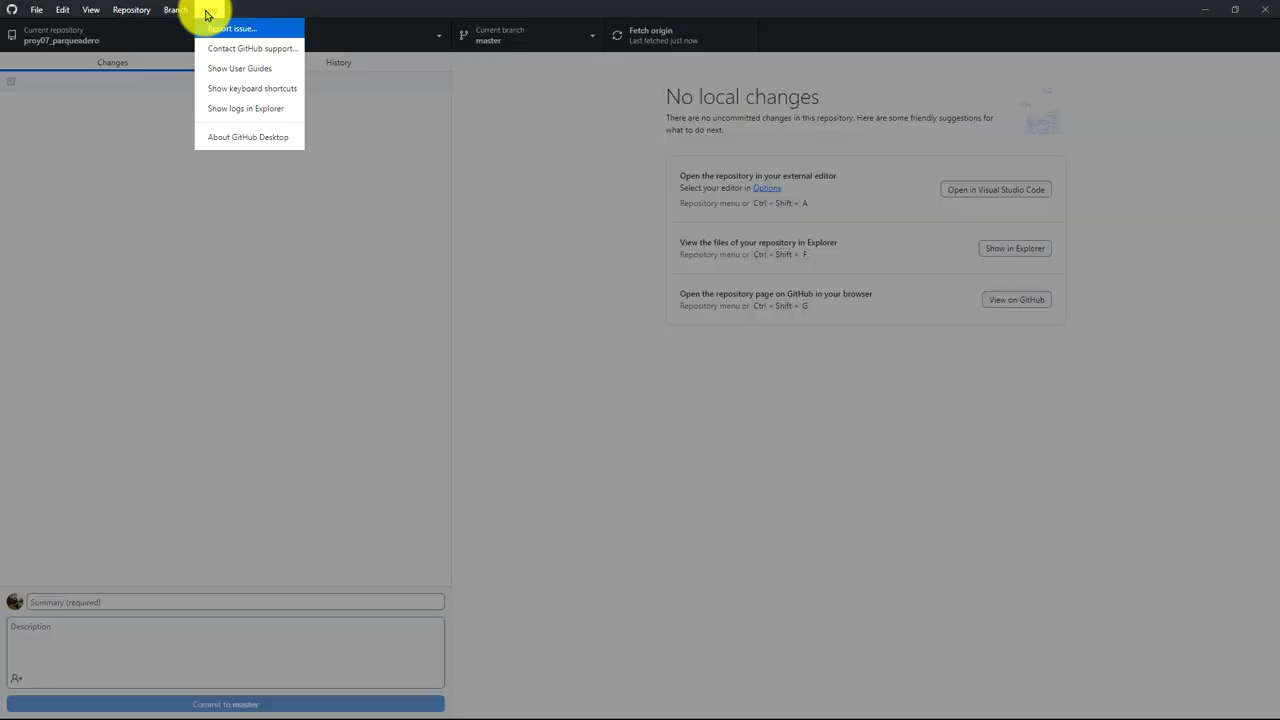 File Edit View Repository Branch
Current repository
proy07_parqueadero
Current branch
master
Fetch origin
Last fetched just now
Report issue...
Contact GitHub support...
Show User Guides
Show keyboard shortcuts
Show logs in Explorer
About GitHub Desktop
Changes
History
No local changes
There are no uncommitted changes in this repository. Here are some friendly suggestions for
what to do next.
Open the repository in your external editor
Select your editor in Options
Repository menu or Ctrl + Shift + A
Open in Visual Studio Code
View the files of your repository in Explorer
Repository menu or Ctrl + Shift + F
Show in Explorer
Open the repository page on GitHub in your browser
Repository menu or Ctrl + Shift + G
View on GitHub
Summary (required)
Description
Commit to master